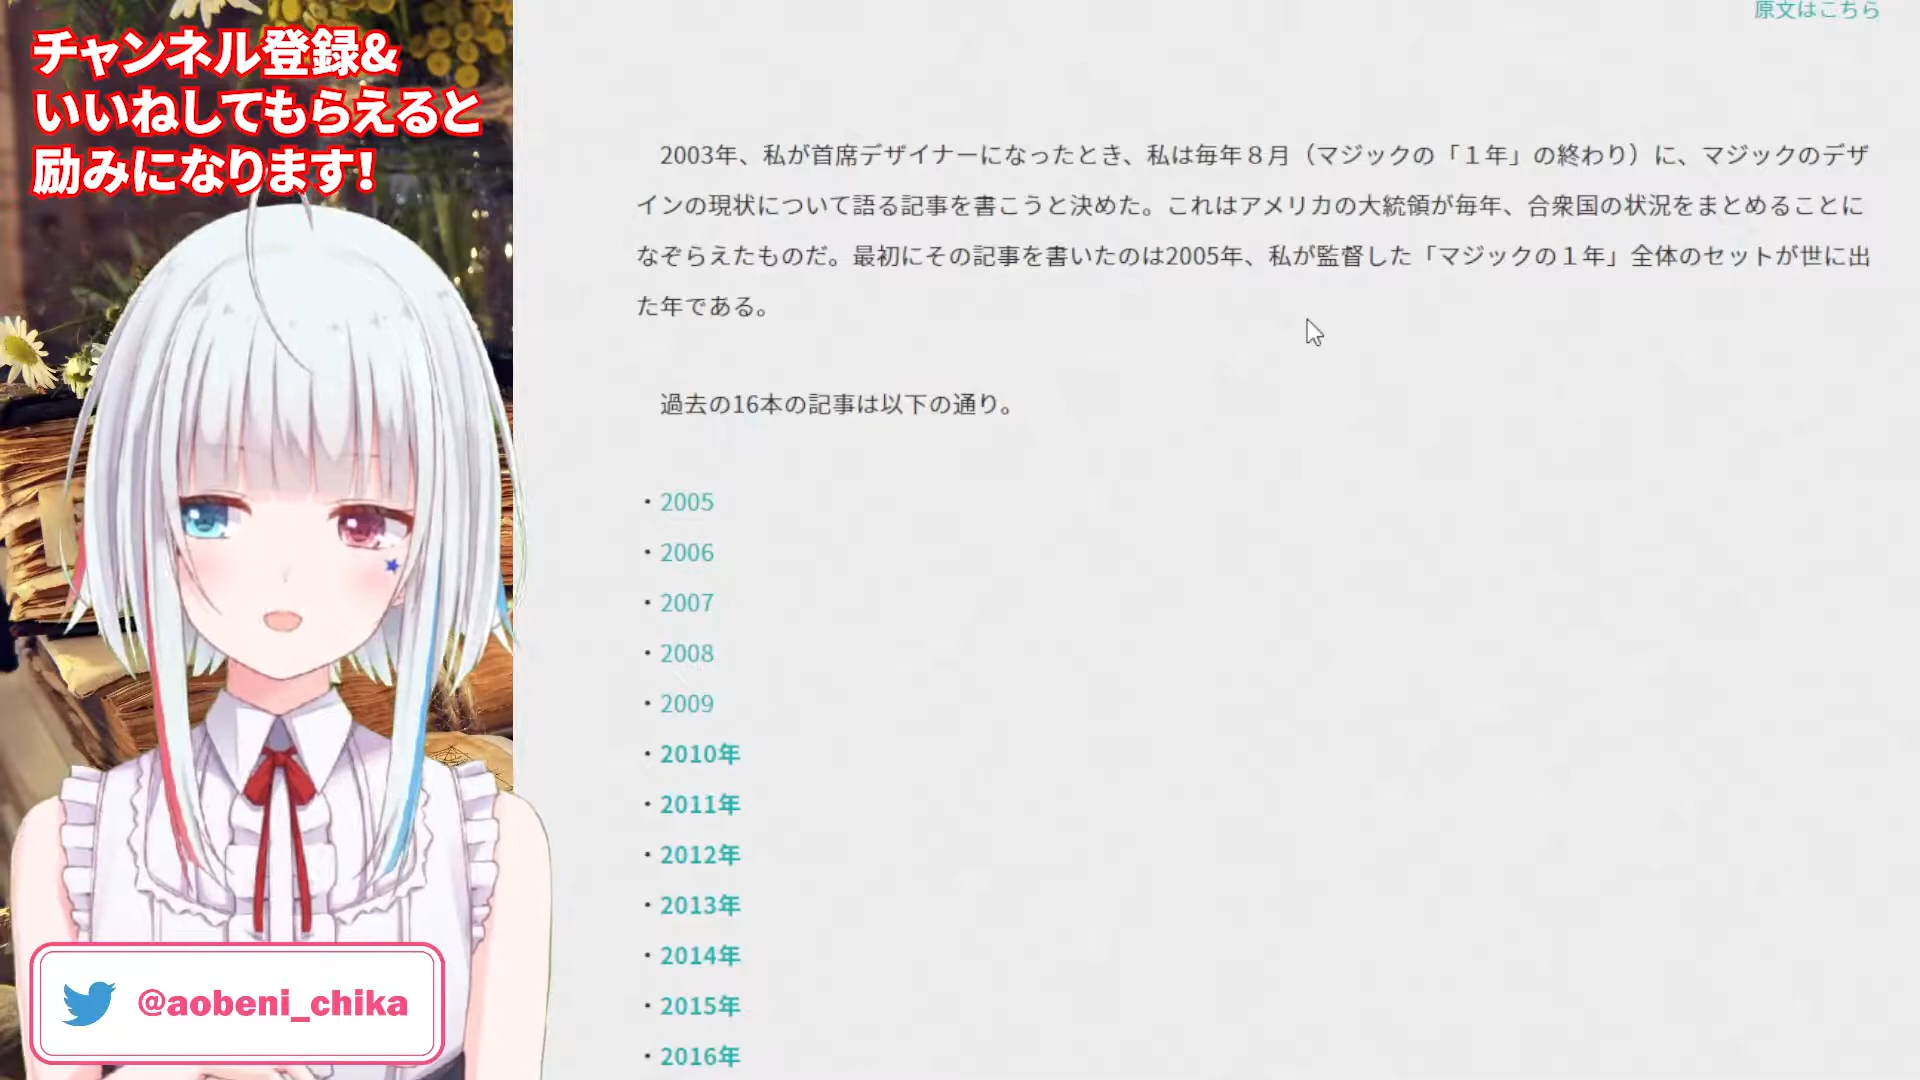 チャンネル登録&
いいねしてもらえると
励みになります!
原文はこちら
2003年、私が首席デザイナーになったとき、私は毎年８月（マジックの「１年」の終わり）に、マジックのデザ
インの現状について語る記事を書こうと決めた。これはアメリカの大統領が毎年、合衆国の状況をまとめることに
なぞらえたものだ。最初にその記事を書いたのは2005年、私が監督した「マジックの１年」全体のセットが世に出
た年である。
過去の16本の記事は以下の通り。
・2005
・2006
・2007
・2008
・2009
・2010年
・2011年
・2012年
・2013年
・2014年
・2015年
・2016年
@aobeni_chika